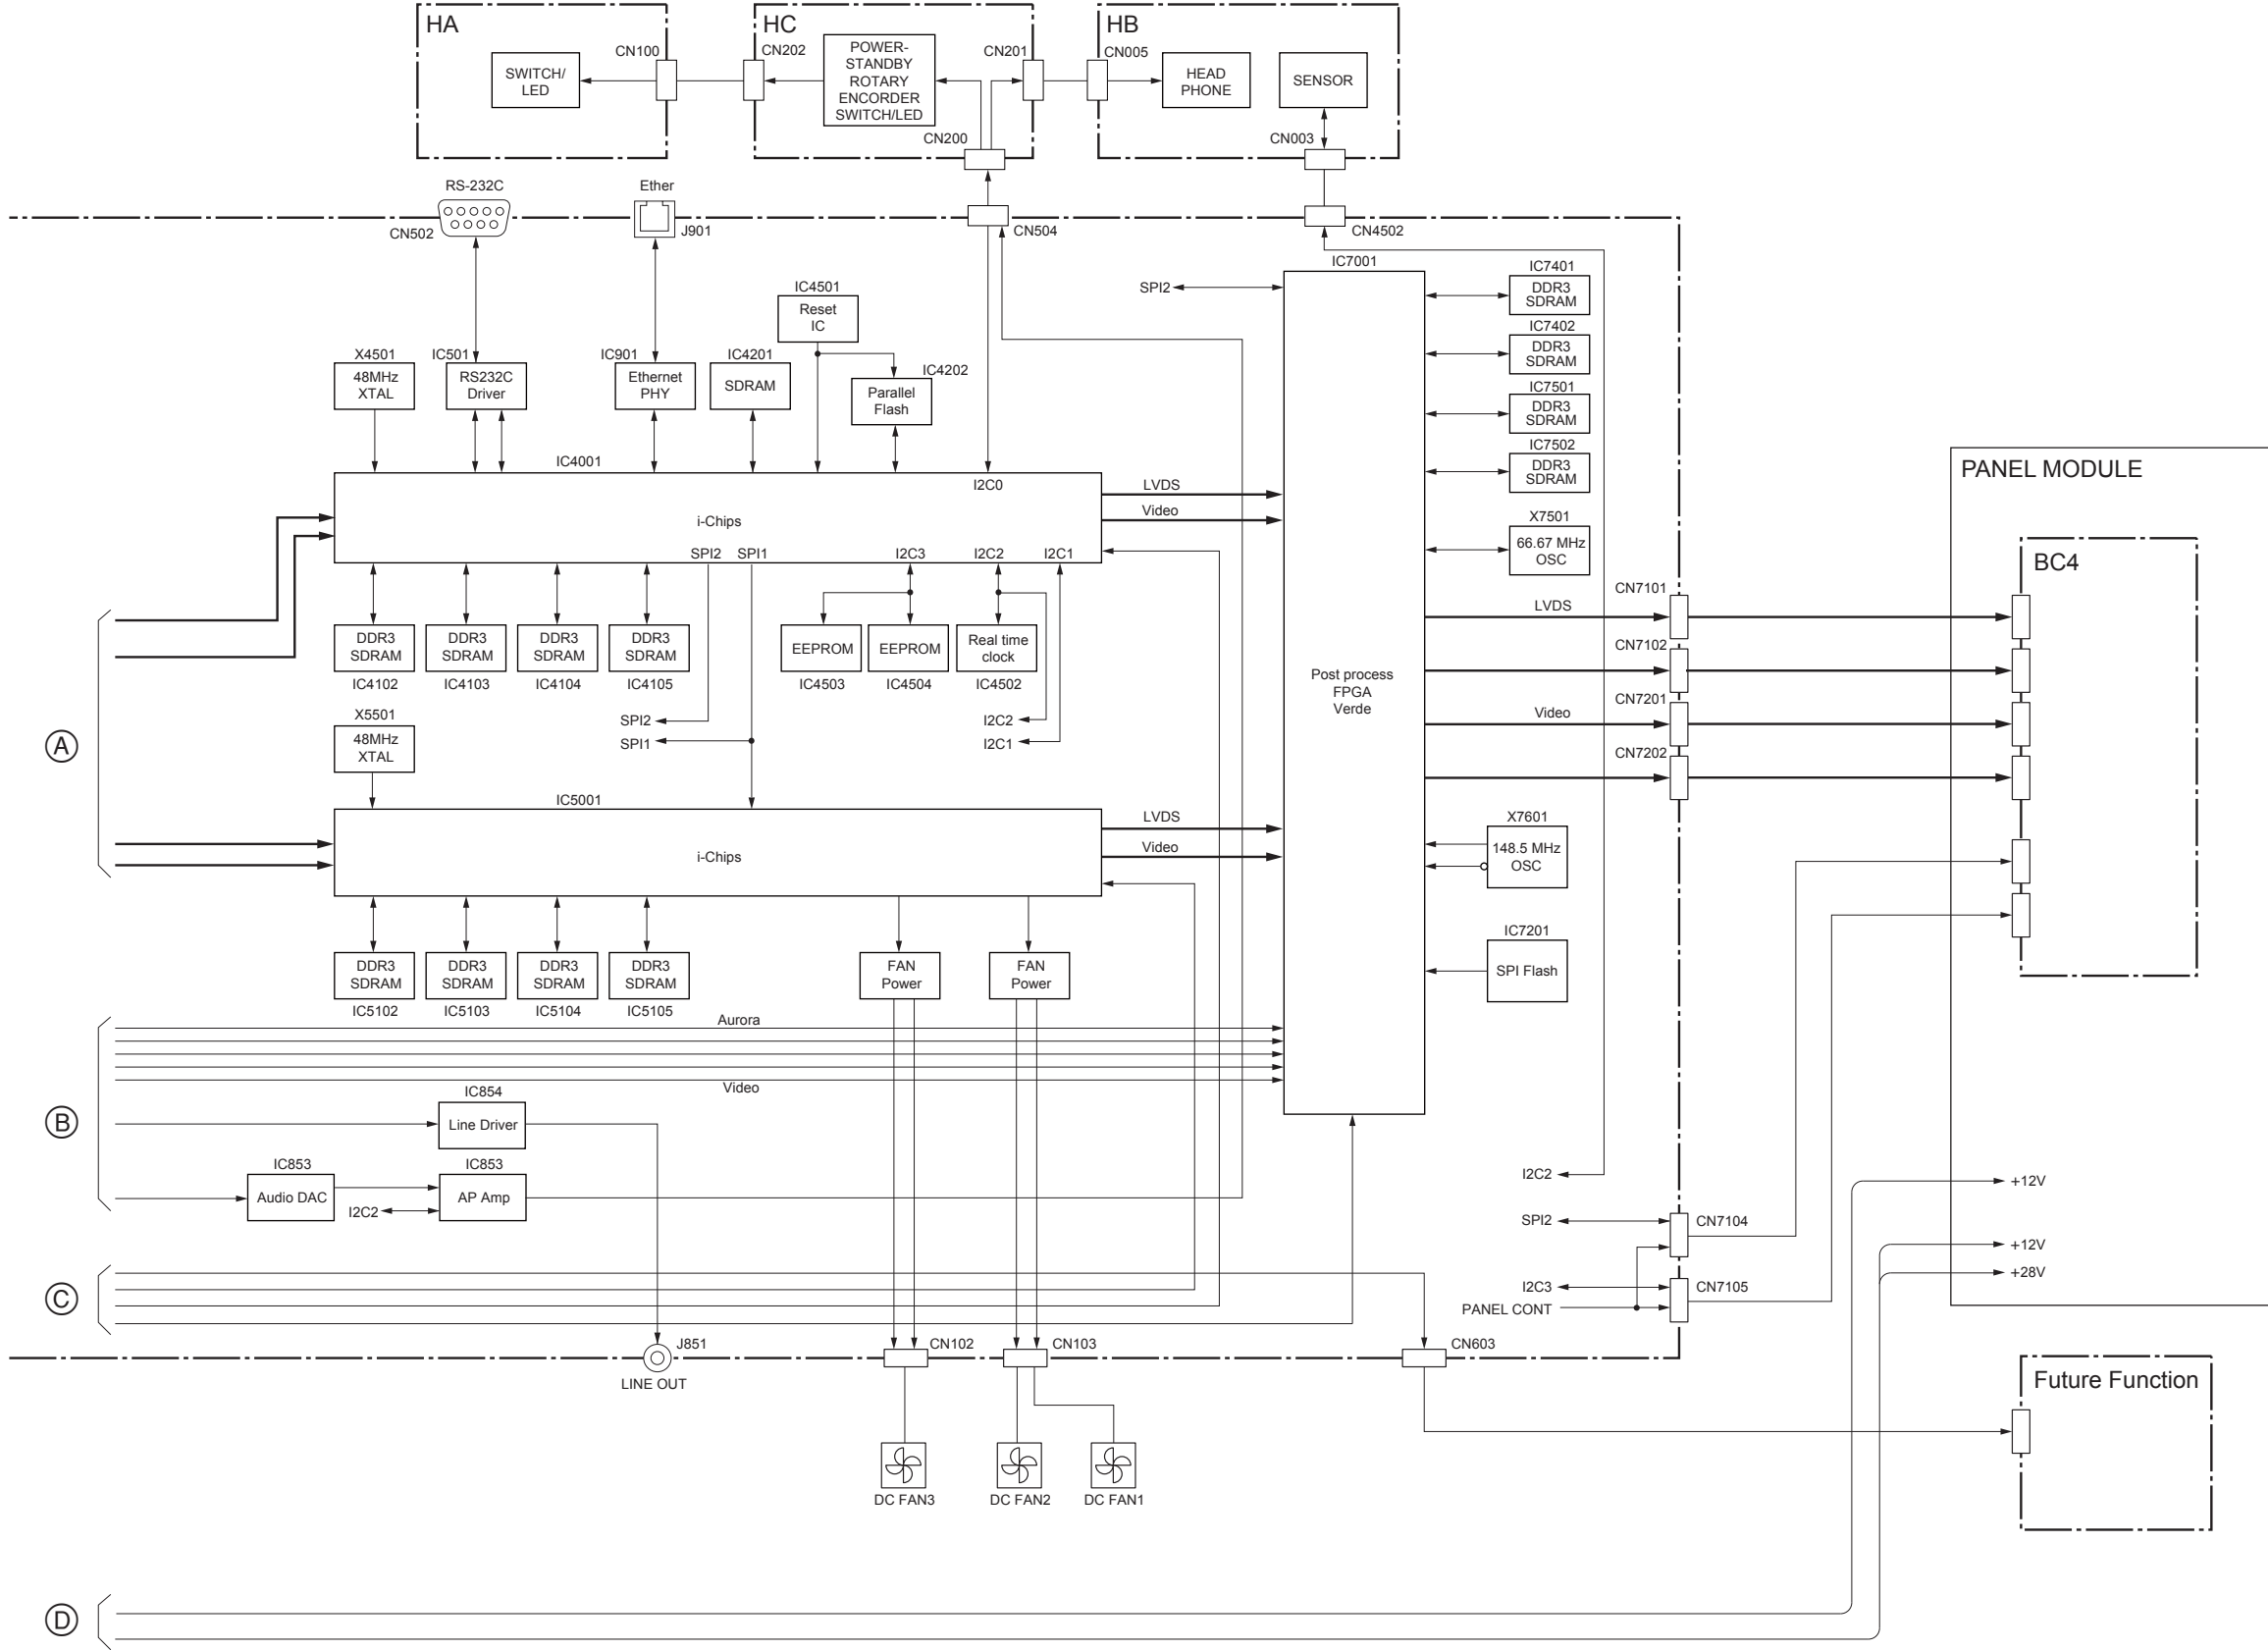 HA
HC
HB
CN100
CN202
CN201
CN005
SWITCH/
LED
POWER-
STANDBY
ROTARY
ENCORDER
SWITCH/LED
HEAD
PHONE
SENSOR
CN200
CN003
RS-232C
Ether
CN502
J901
CN504
CN4502
IC7001
SPI2
IC4501
Reset
IC
IC7401
DDR3
SDRAM
IC7402
DDR3
SDRAM
IC7501
DDR3
SDRAM
IC7502
DDR3
SDRAM
X7501
66.67 MHz
OSC
X4501
48MHz
XTAL
IC501
RS232C
Driver
IC901
Ethernet
PHY
IC4201
SDRAM
IC4202
Parallel
Flash
IC4001
I2C0
i-Chips
SPI2
SPI1
I2C3
I2C2
I2C1
LVDS
Video
PANEL MODULE
BC4
CN7101
LVDS
CN7102
CN7201
Video
CN7202
Post process
FPGA
Verde
DDR3
SDRAM
IC4102
DDR3
SDRAM
IC4103
DDR3
SDRAM
IC4104
DDR3
SDRAM
IC4105
EEPROM
IC4503
EEPROM
IC4504
Real time
clock
IC4502
SPI2
SPI1
I2C2
I2C1
A
X5501
48MHz
XTAL
IC5001
i-Chips
LVDS
Video
X7601
148.5 MHz
OSC
IC7201
SPI Flash
DDR3
SDRAM
IC5102
DDR3
SDRAM
IC5103
DDR3
SDRAM
IC5104
DDR3
SDRAM
IC5105
FAN
Power
FAN
Power
Aurora
Video
B
IC854
Line Driver
IC853
Audio DAC
IC853
AP Amp
I2C2
I2C2
SPI2
CN7104
I2C3
CN7105
PANEL CONT
+12V
+12V
+28V
C
J851
LINE OUT
CN102
CN103
CN603
Future Function
DC FAN3
DC FAN2
DC FAN1
D